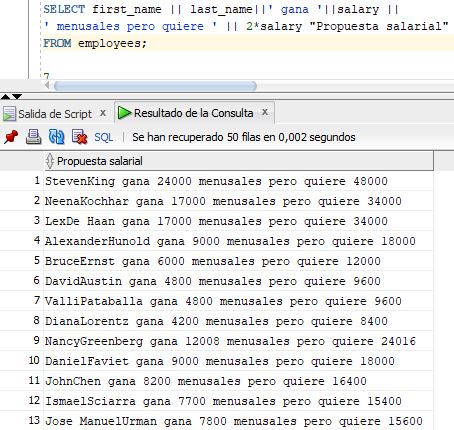 SELECT first_name || last_name||' gana '||salary ||
' menusales pero quiere ' || 2*salary "Propuesta salarial"
FROM employees;
7
Salida de Script x Resultado de la Consulta x
SQL | Se han recuperado 50 filas en 0,002 segundos
Propuesta salarial
1 StevenKing gana 24000 menusales pero quiere 48000
2 NeenaKochhar gana 17000 menusales pero quiere 34000
3 LexDe Haan gana 17000 menusales pero quiere 34000
4 AlexanderHunold gana 9000 menusales pero quiere 18000
5 BruceErnst gana 6000 menusales pero quiere 12000
6 DavidAustin gana 4800 menusales pero quiere 9600
7 ValliPataballa gana 4800 menusales pero quiere 9600
8 DianaLorentz gana 4200 menusales pero quiere 8400
9 NancyGreenberg gana 12008 menusales pero quiere 24016
10 DanielFaviet gana 9000 menusales pero quiere 18000
11 JohnChen gana 8200 menusales pero quiere 16400
12 IsmaelSciarra gana 7700 menusales pero quiere 15400
13 Jose ManuelUrman gana 7800 menusales pero quiere 15600